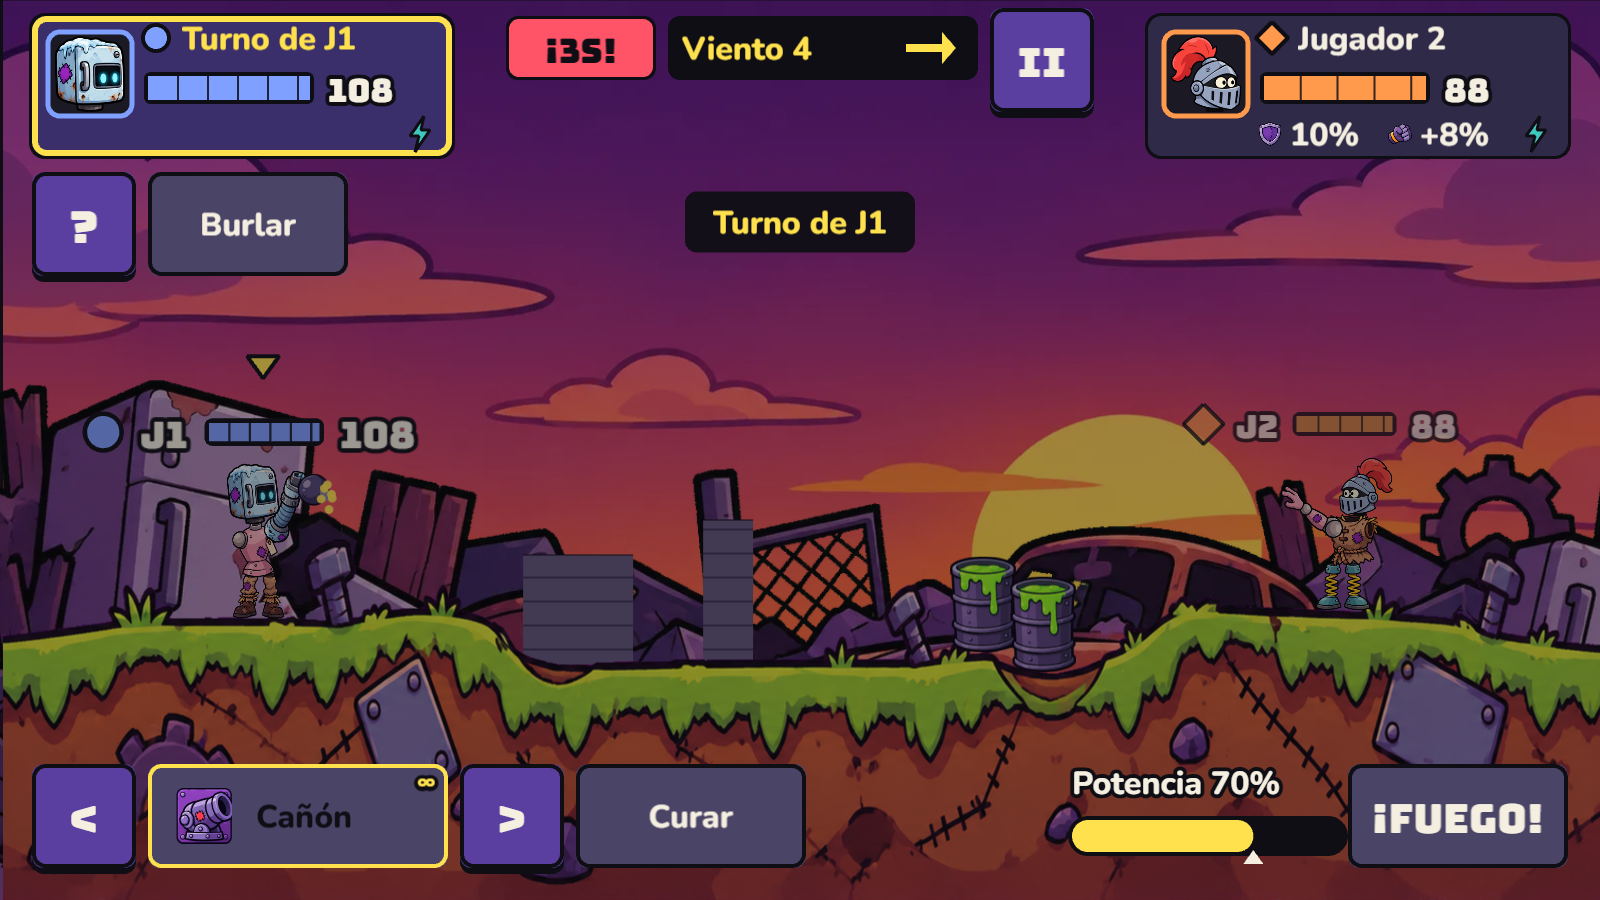 Turno de J1
108
¡3S!
Viento 4
II
Jugador 2
88
10%
+8%
?
Burlar
Turno de J1
J1
108
J2
88
<
Cañón
∞
>
Curar
Potencia 70%
¡FUEGO!